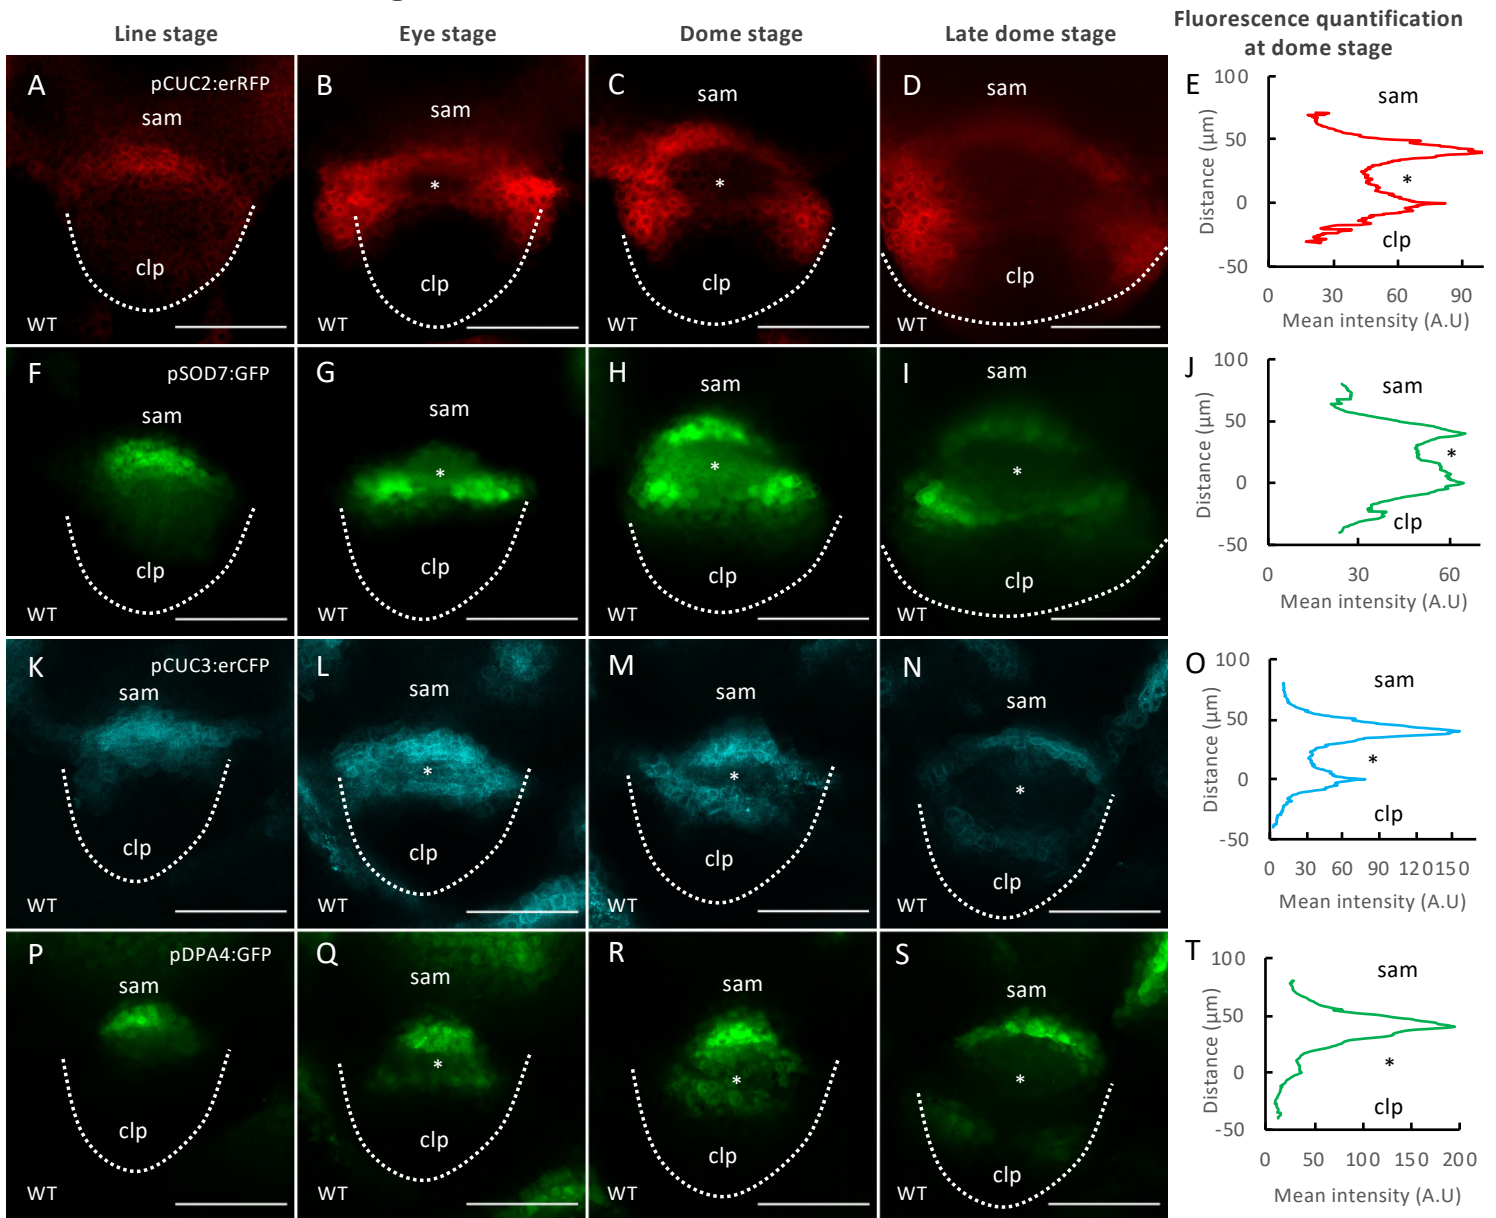 Line stage
Eye stage
Dome stage
Late dome stage
Fluorescence quantification
at dome stage
A
pCUC2:erRFP
sam
clp
WT
B
sam
*
clp
WT
C
sam
*
clp
WT
D
sam
clp
WT
E
100
50
0
-50
Distance (µm)
sam
*
clp
0 30 60 90
Mean intensity (A.U)
F
pSOD7:GFP
sam
clp
WT
G
sam
*
clp
WT
H
sam
*
clp
WT
I
sam
*
clp
WT
J
100
50
0
-50
Distance (µm)
sam
*
clp
0 30 60
Mean intensity (A.U)
K
pCUC3:erCFP
sam
clp
WT
L
sam
*
clp
WT
M
sam
*
clp
WT
N
sam
*
clp
WT
O
100
50
0
-50
Distance (µm)
sam
*
clp
0 30 60 90 120 150
Mean intensity (A.U)
P
pDPA4:GFP
sam
clp
WT
Q
sam
*
clp
WT
R
sam
*
clp
WT
S
sam
*
clp
WT
T
100
50
0
-50
Distance (µm)
sam
*
clp
0 50 100 150 200
Mean intensity (A.U)